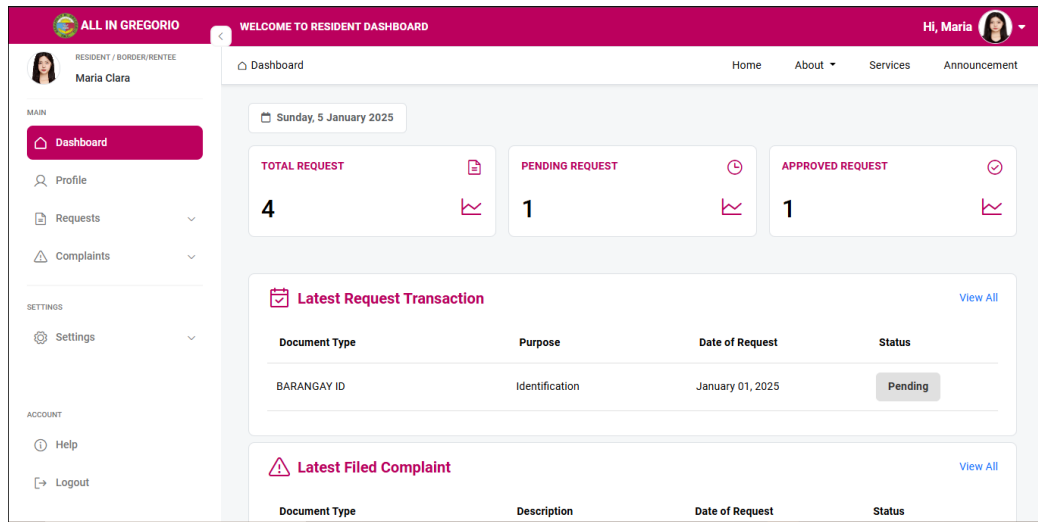 ALL IN GREGORIO
WELCOME TO RESIDENT DASHBOARD
Hi, Maria
RESIDENT / BORDER/RENTEE
Maria Clara
Dashboard
Home About Services Announcement
MAIN
Dashboard
Profile
Requests
Complaints
SETTINGS
Settings
ACCOUNT
Help
Logout
Sunday, 5 January 2025
TOTAL REQUEST
4
PENDING REQUEST
1
APPROVED REQUEST
1
Latest Request Transaction
View All
Document Type Purpose Date of Request Status
BARANGAY ID Identification January 01, 2025 Pending
Latest Filed Complaint
View All
Document Type Description Date of Request Status